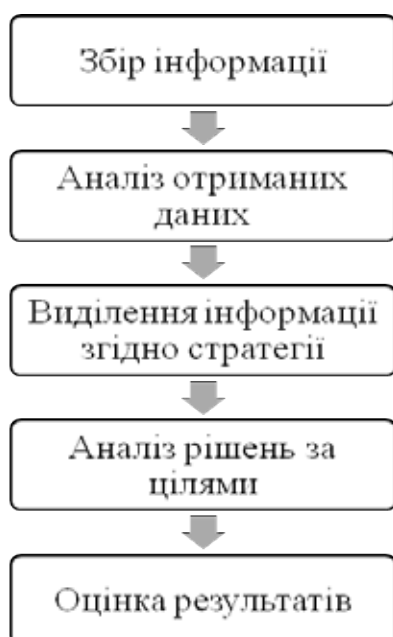 Збір інформації
Аналіз отриманих
даних
Виділення інформації
згідно стратегії
Аналіз рішень за
цілями
Оцінка результатів